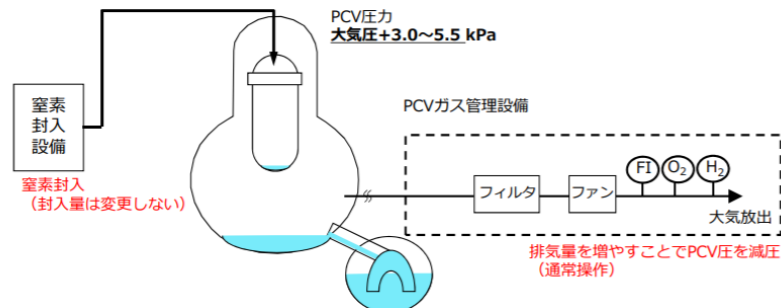 PCV圧力
大気圧+3.0～5.5 kPa
窒素
封入
設備
窒素封入
（封入量は変更しない）
PCVガス管理設備
フィルタ
ファン
FI
O₂
H₂
大気放出
排気量を増やすことでPCV圧を減圧
（通常操作）